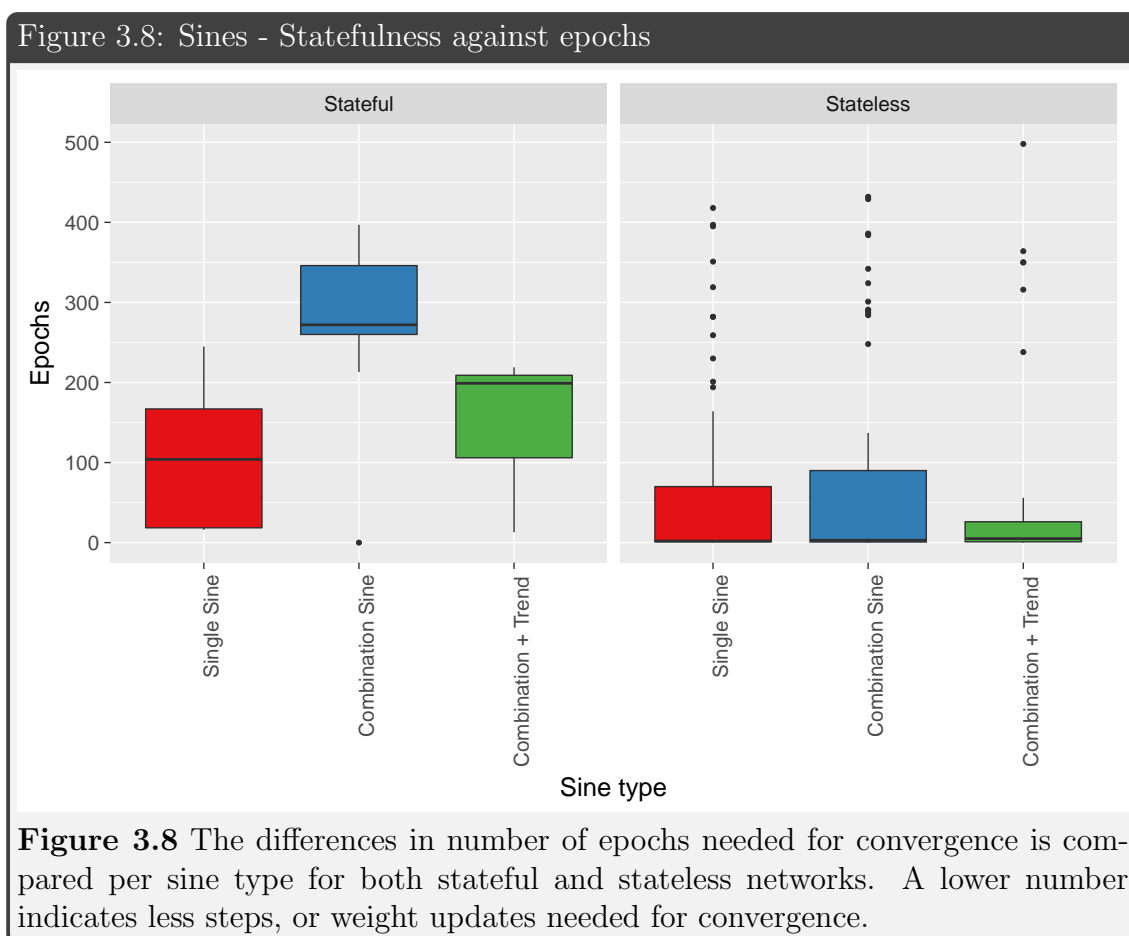 Figure 3.8: Sines - Statefulness against epochs
Stateful
Stateless
500
400
300
200
100
0
Epochs
Single Sine
Combination Sine
Combination + Trend
Single Sine
Combination Sine
Combination + Trend
Sine type
Figure 3.8 The differences in number of epochs needed for convergence is com-
pared per sine type for both stateful and stateless networks. A lower number
indicates less steps, or weight updates needed for convergence.